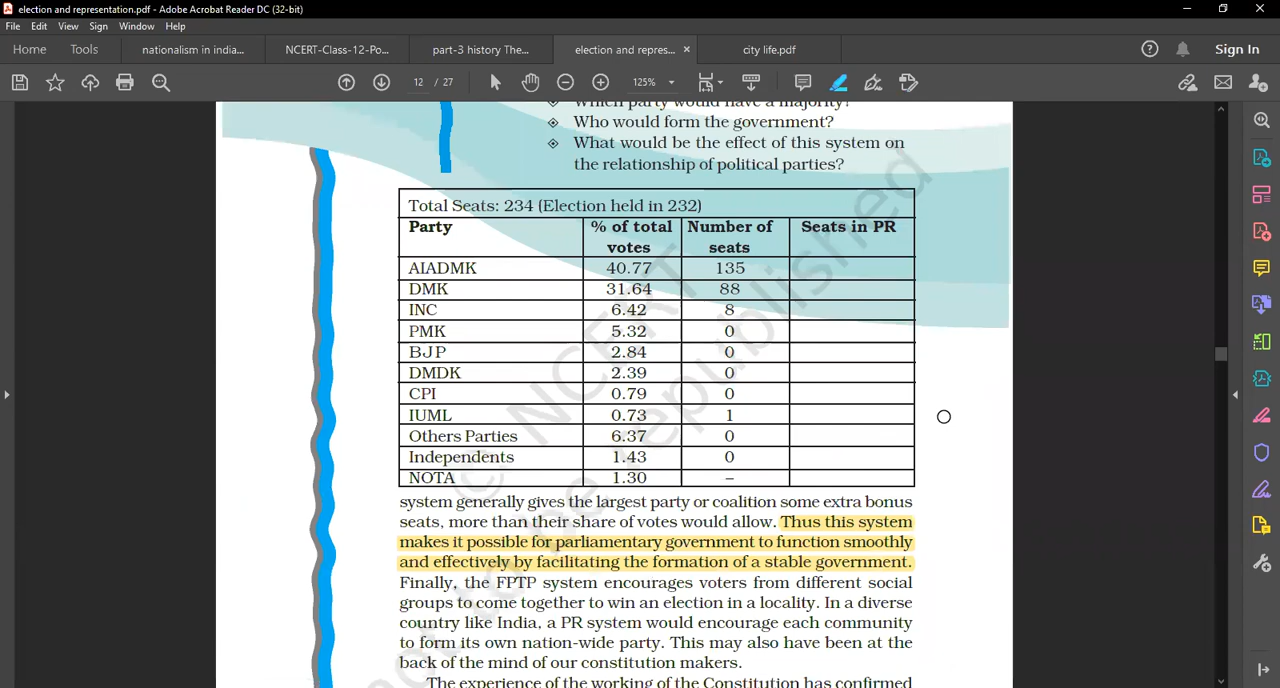 election and representation.pdf - Adobe Acrobat Reader DC (32-bit)
File Edit View Sign Window Help
Home Tools nationalism in india... NCERT-Class-12-Po... part-3 history The... election and repres... × city life.pdf Sign In
12 / 27 125%
Which party would have a majority?
Who would form the government?
What would be the effect of this system on
the relationship of political parties?
Total Seats: 234 (Election held in 232)
Party % of total votes Number of seats Seats in PR
AIADMK 40.77 135
DMK 31.64 88
INC 6.42 8
PMK 5.32 0
BJP 2.84 0
DMDK 2.39 0
CPI 0.79 0
IUML 0.73 1
Others Parties 6.37 0
Independents 1.43 0
NOTA 1.30 –
system generally gives the largest party or coalition some extra bonus
seats, more than their share of votes would allow. Thus this system
makes it possible for parliamentary government to function smoothly
and effectively by facilitating the formation of a stable government.
Finally, the FPTP system encourages voters from different social
groups to come together to win an election in a locality. In a diverse
country like India, a PR system would encourage each community
to form its own nation-wide party. This may also have been at the
back of the mind of our constitution makers.
The experience of the working of the Constitution has confirmed
© NCERT
not to be republished